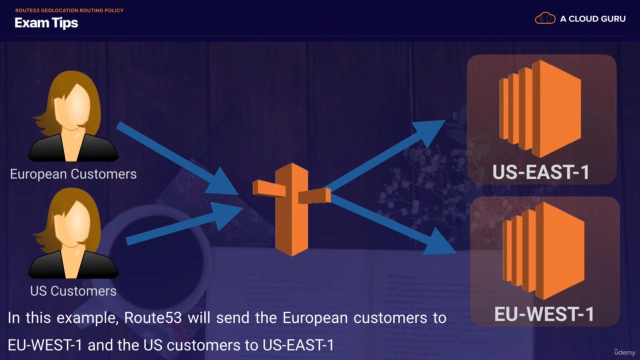 ROUTE53 GEOLOCATION ROUTING POLICY
Exam Tips
A CLOUD GURU
European Customers
US Customers
US-EAST-1
EU-WEST-1
In this example, Route53 will send the European customers to
EU-WEST-1 and the US customers to US-EAST-1
udemy